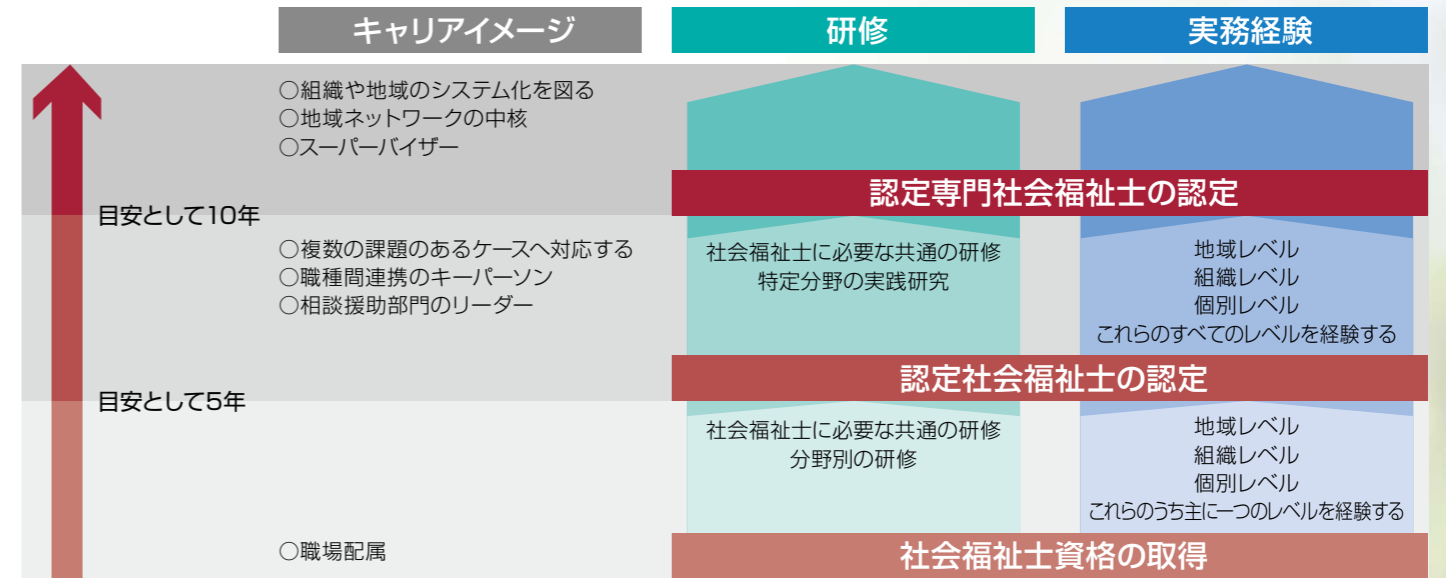 キャリアイメージ
研修
実務経験
○組織や地域のシステム化を図る
○地域ネットワークの中核
○スーパーバイザー
認定専門社会福祉士の認定
目安として10年
○複数の課題のあるケースへ対応する
○職種間連携のキーパーソン
○相談援助部門のリーダー
社会福祉士に必要な共通の研修
特定分野の実践研究
地域レベル
組織レベル
個別レベル
これらのすべてのレベルを経験する
認定社会福祉士の認定
目安として5年
社会福祉士に必要な共通の研修
分野別の研修
地域レベル
組織レベル
個別レベル
これらのうち主に一つのレベルを経験する
○職場配属
社会福祉士資格の取得